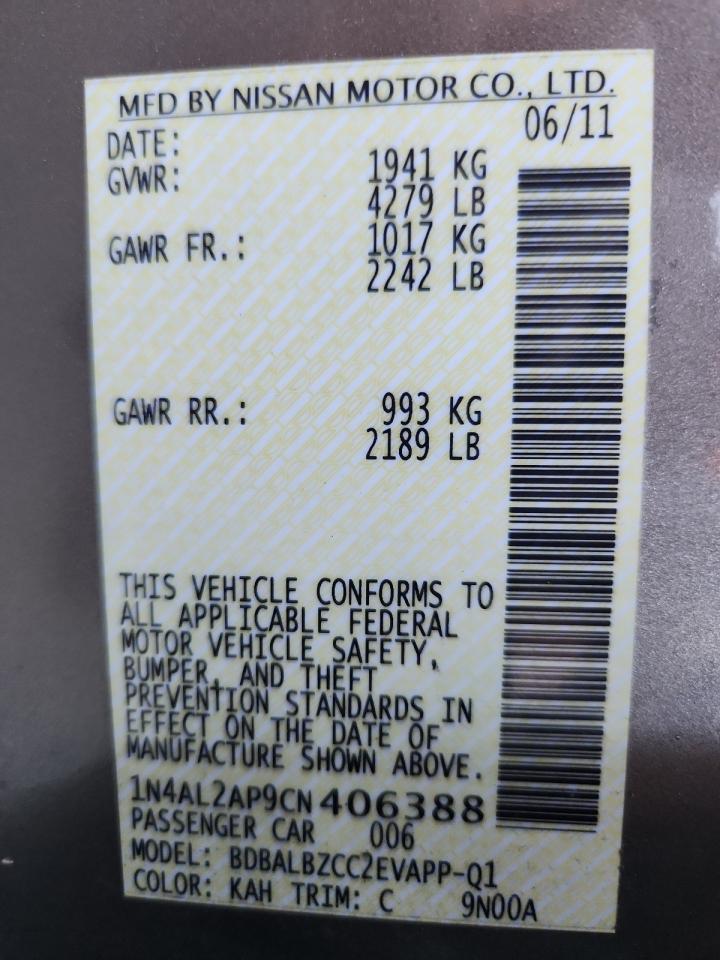 MFD BY NISSAN MOTOR CO., LTD.
DATE: 06/11
GVWR: 1941 KG
4279 LB
GAWR FR.: 1017 KG
2242 LB
GAWR RR.: 993 KG
2189 LB
THIS VEHICLE CONFORMS TO
ALL APPLICABLE FEDERAL
MOTOR VEHICLE SAFETY,
BUMPER, AND THEFT
PREVENTION STANDARDS IN
EFFECT ON THE DATE OF
MANUFACTURE SHOWN ABOVE.
1N4AL2AP9CN406388
PASSENGER CAR 006
MODEL: BDBALBZCC2EVAPP-Q1
COLOR: KAH TRIM: C 9N00A